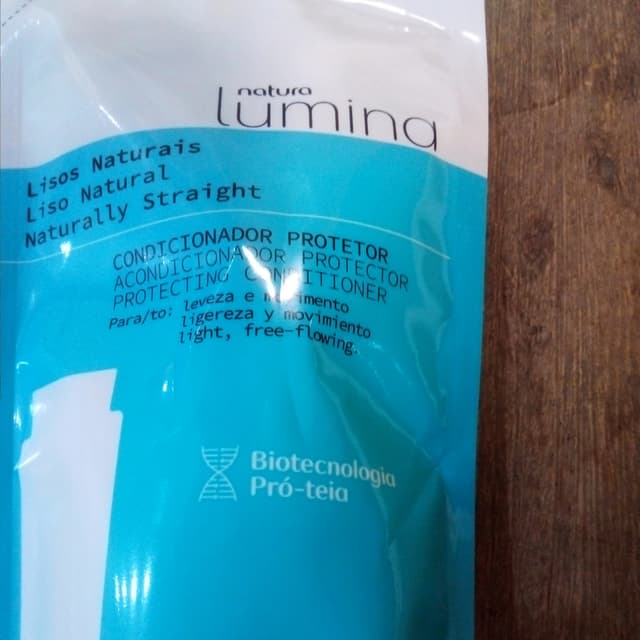 natura
lumina
Lisos Naturais
Liso Natural
Naturally Straight
CONDICIONADOR PROTETOR
ACONDICIONADOR PROTECTOR
PROTECTING CONDITIONER
Para/to: leveza e movimento
ligereza y movimiento
light, free-flowing.
Biotecnologia
Pró-teia